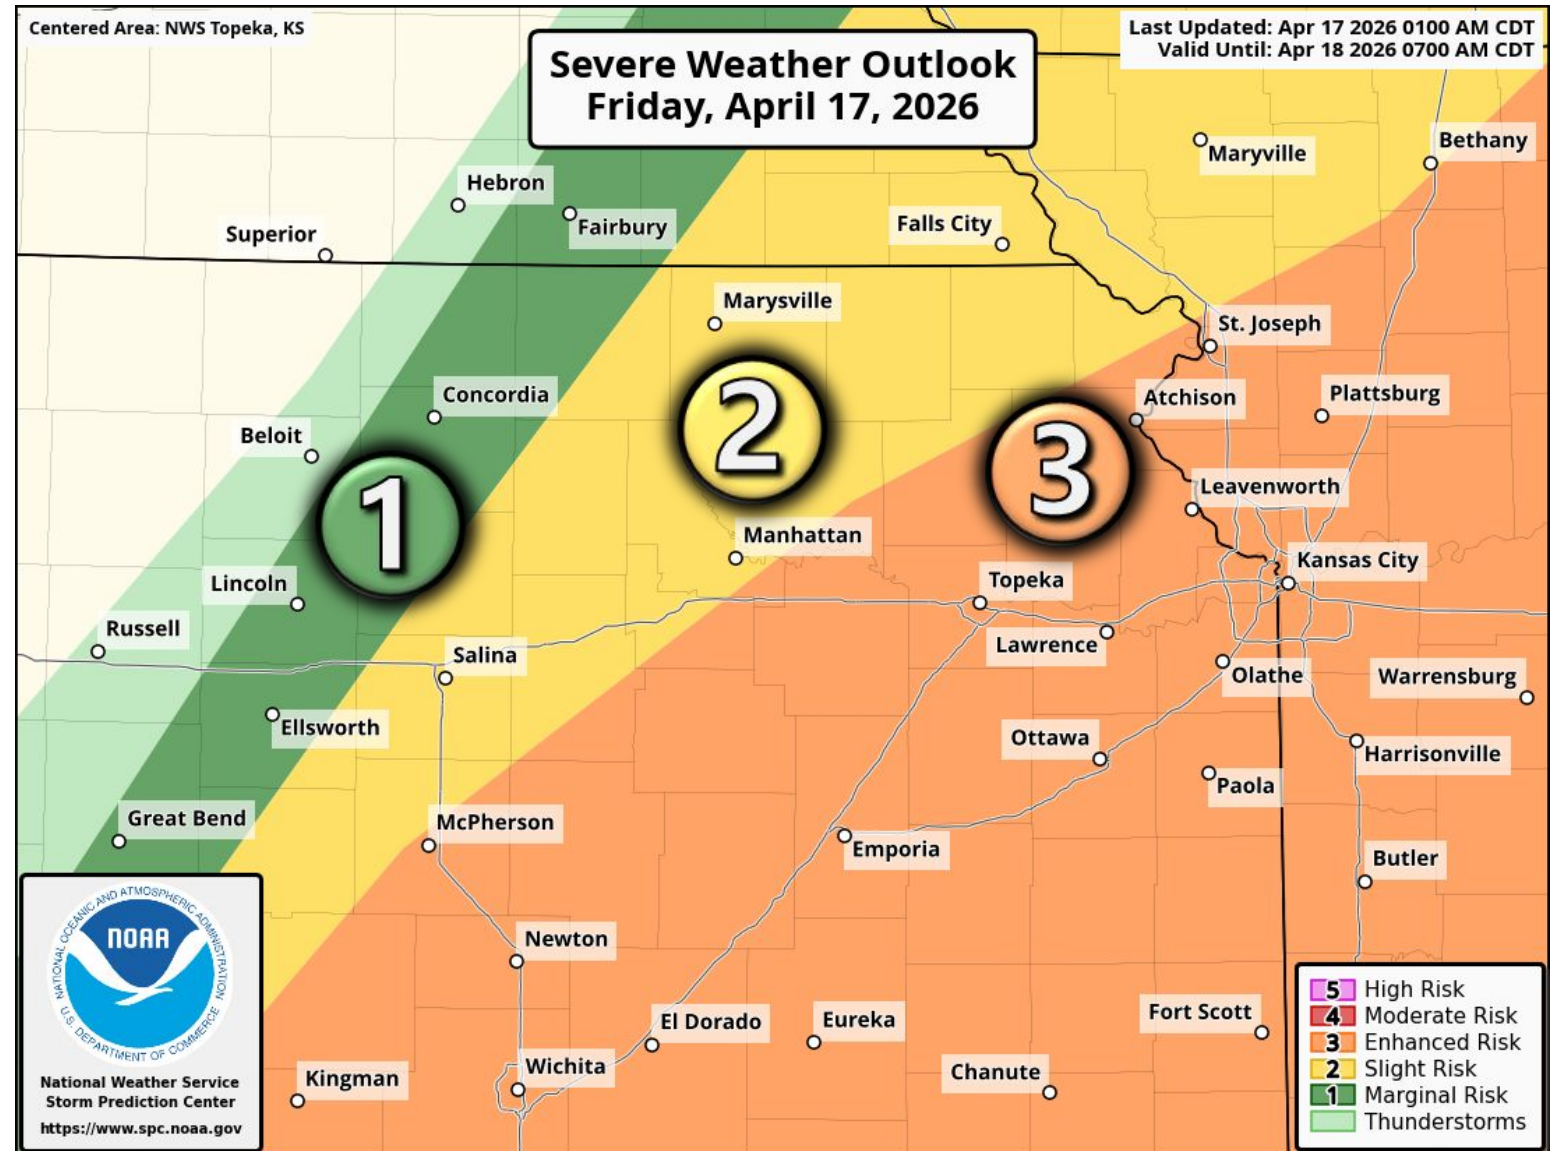 Centered Area: NWS Topeka, KS
Severe Weather Outlook
Friday, April 17, 2026
Last Updated: Apr 17 2026 0100 AM CDT
Valid Until: Apr 18 2026 0700 AM CDT
Bethany
Maryville
Hebron
Fairbury
Falls City
Superior
Marysville
St. Joseph
Concordia
Atchison
Plattsburg
Beloit
1
2
3
Leavenworth
Manhattan
Kansas City
Lincoln
Topeka
Russell
Lawrence
Salina
Olathe
Warrensburg
Ellsworth
Ottawa
Harrisonville
Paola
Great Bend
McPherson
Emporia
Butler
Newton
El Dorado
Eureka
Fort Scott
Wichita
Kingman
Chanute
NATIONAL OCEANIC AND ATMOSPHERIC ADMINISTRATION
NOAA
U.S. DEPARTMENT OF COMMERCE
National Weather Service
Storm Prediction Center
https://www.spc.noaa.gov
5 High Risk
4 Moderate Risk
3 Enhanced Risk
2 Slight Risk
1 Marginal Risk
Thunderstorms